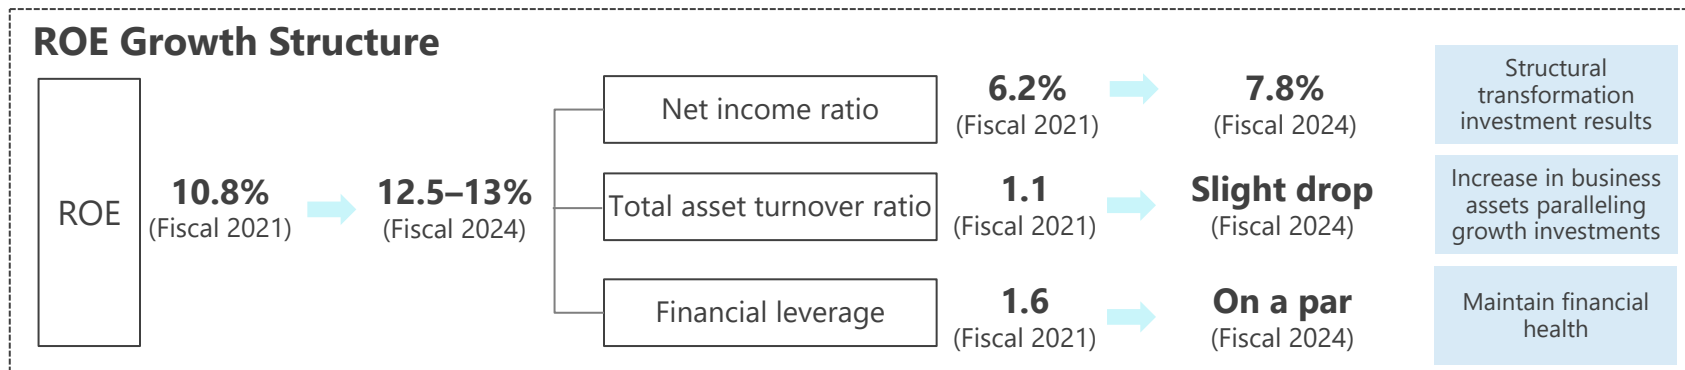 ROE Growth Structure
ROE
10.8%
(Fiscal 2021)
12.5–13%
(Fiscal 2024)
Net income ratio
6.2%
(Fiscal 2021)
7.8%
(Fiscal 2024)
Structural
transformation
investment results
Total asset turnover ratio
1.1
(Fiscal 2021)
Slight drop
(Fiscal 2024)
Increase in business
assets paralleling
growth investments
Financial leverage
1.6
(Fiscal 2021)
On a par
(Fiscal 2024)
Maintain financial
health